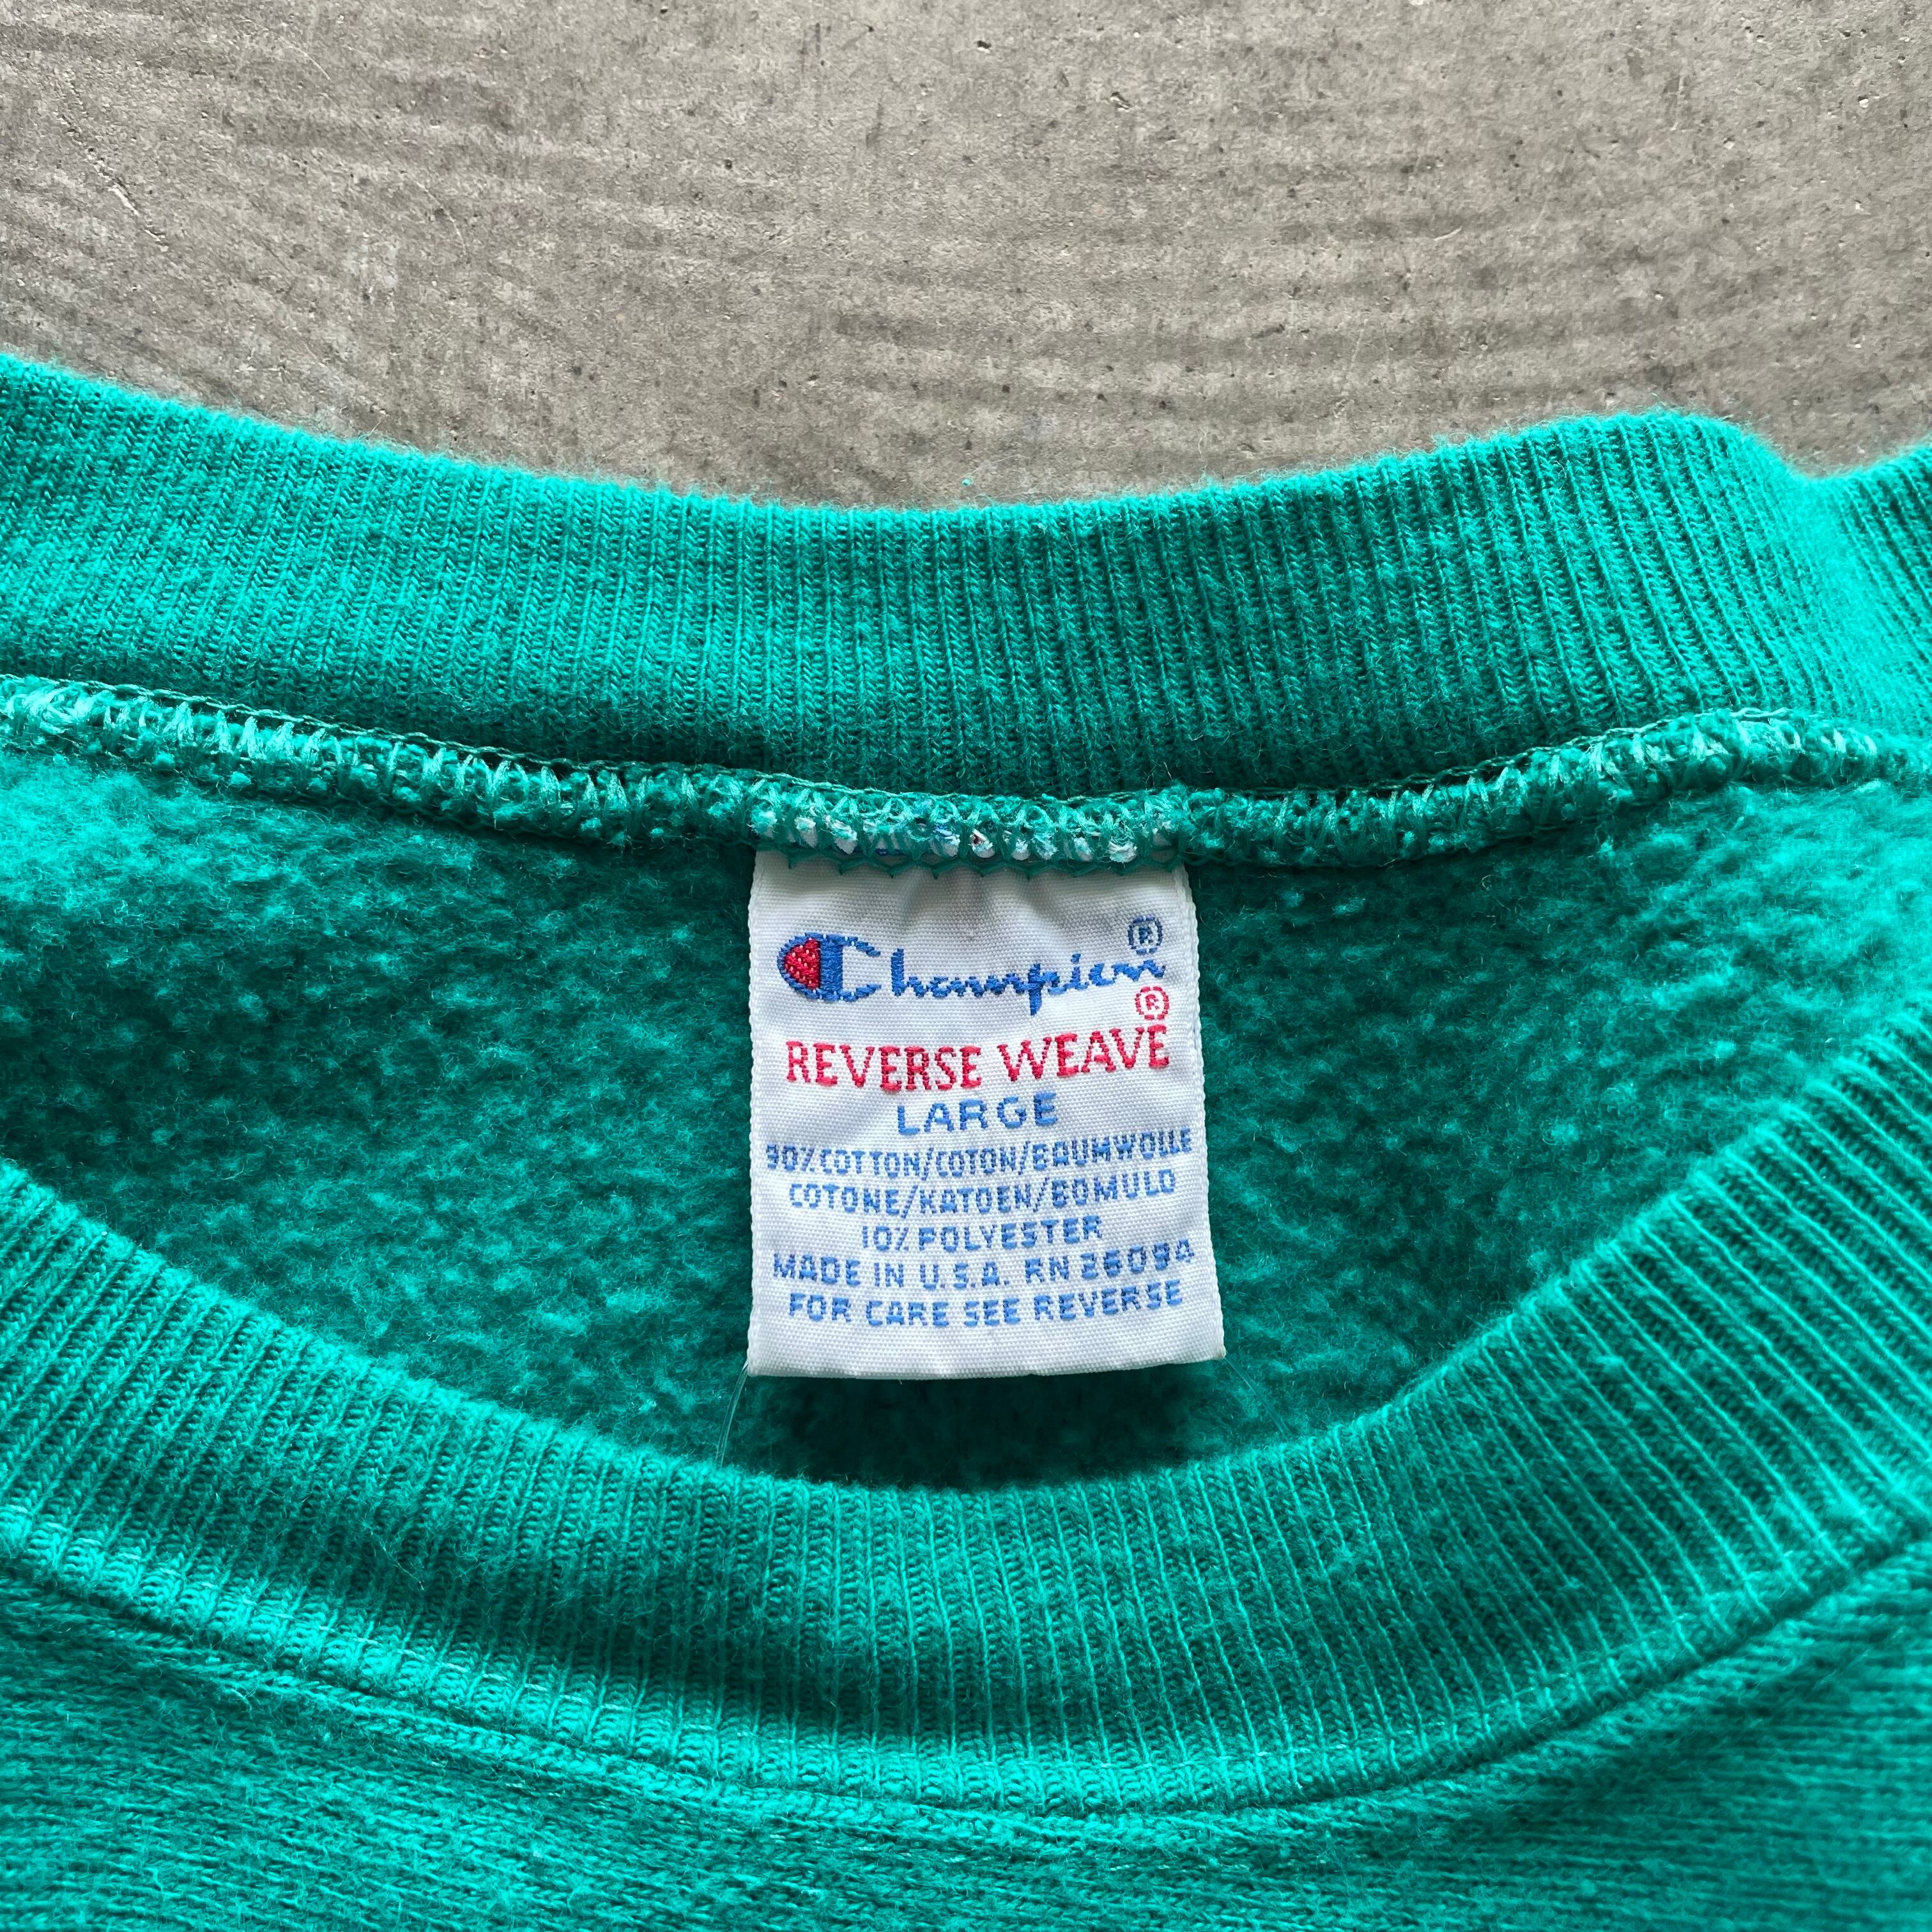 Champion®
REVERSE WEAVE®
LARGE
90% COTTON/COTON/BAUMWOLLE
COTONE/KATOEN/BOMULD
10% POLYESTER
MADE IN U.S.A. RN 26094
FOR CARE SEE REVERSE